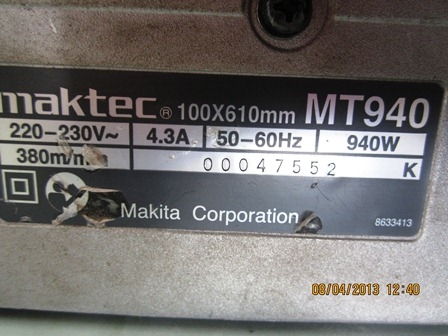 maktec® 100X610mm MT940
220-230V~ 4.3A 50-60Hz 940W
380m/m
00047552 K
Makita Corporation
8633413
08/04/2013 12:40